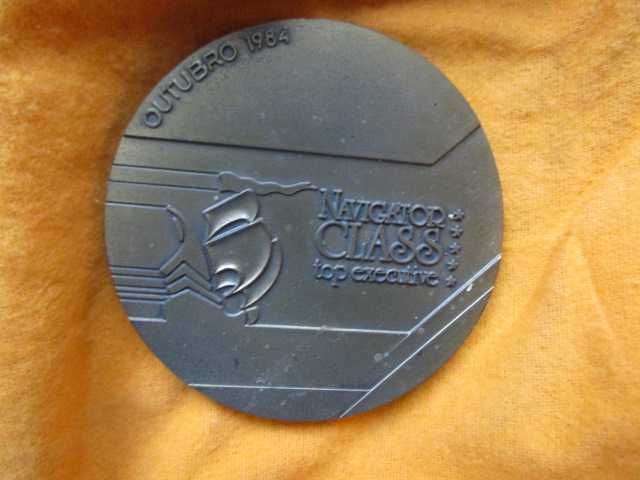 OUTUBRO 1984
NAVIGATOR
CLASS
top executive